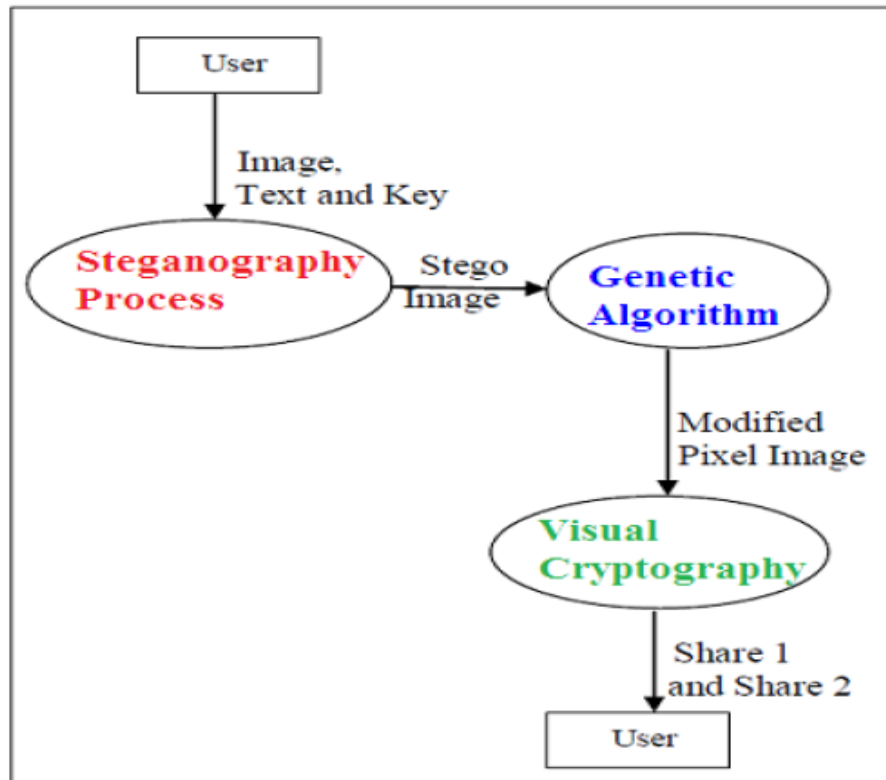 User
Image,
Text and Key
Steganography
Process
Stego
Image
Genetic
Algorithm
Modified
Pixel Image
Visual
Cryptography
Share 1
and Share 2
User